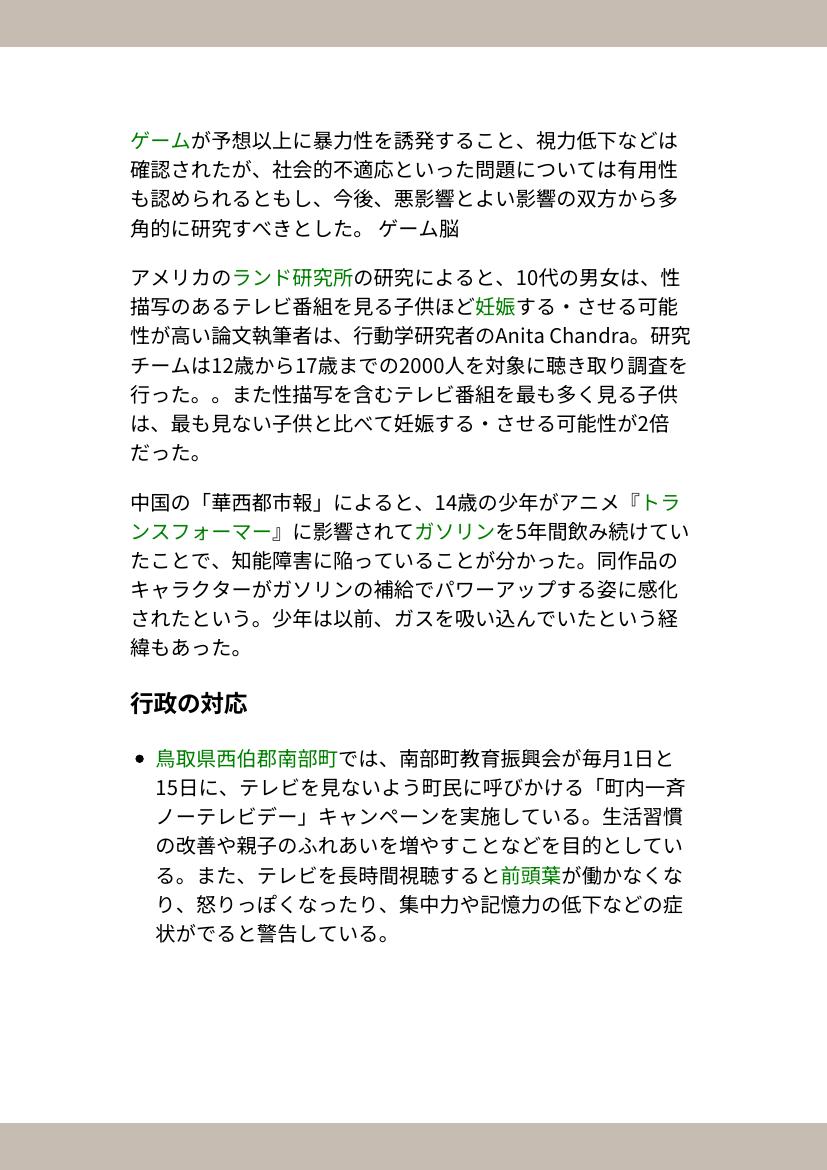 ゲームが予想以上に暴力性を誘発すること、視力低下などは
確認されたが、社会的不適応といった問題については有用性
も認められるともし、今後、悪影響とよい影響の双方から多
角的に研究すべきとした。 ゲーム脳
アメリカのランド研究所の研究によると、10代の男女は、性
描写のあるテレビ番組を見る子供ほど妊娠する・させる可能
性が高い論文執筆者は、行動学研究者のAnita Chandra。研究
チームは12歳から17歳までの2000人を対象に聴き取り調査を
行った。。また性描写を含むテレビ番組を最も多く見る子供
は、最も見ない子供と比べて妊娠する・させる可能性が2倍
だった。
中国の「華西都市報」によると、14歳の少年がアニメ『トラ
ンスフォーマー』に影響されてガソリンを5年間飲み続けてい
たことで、知能障害に陥っていることが分かった。同作品の
キャラクターがガソリンの補給でパワーアップする姿に感化
されたという。少年は以前、ガスを吸い込んでいたという経
緯もあった。
行政の対応
• 鳥取県西伯郡南部町では、南部町教育振興会が毎月1日と
15日に、テレビを見ないよう町民に呼びかける「町内一斉
ノーテレビデー」キャンペーンを実施している。生活習慣
の改善や親子のふれあいを増やすことなどを目的としてい
る。また、テレビを長時間視聴すると前頭葉が働かなくな
り、怒りっぽくなったり、集中力や記憶力の低下などの症
状がでると警告している。